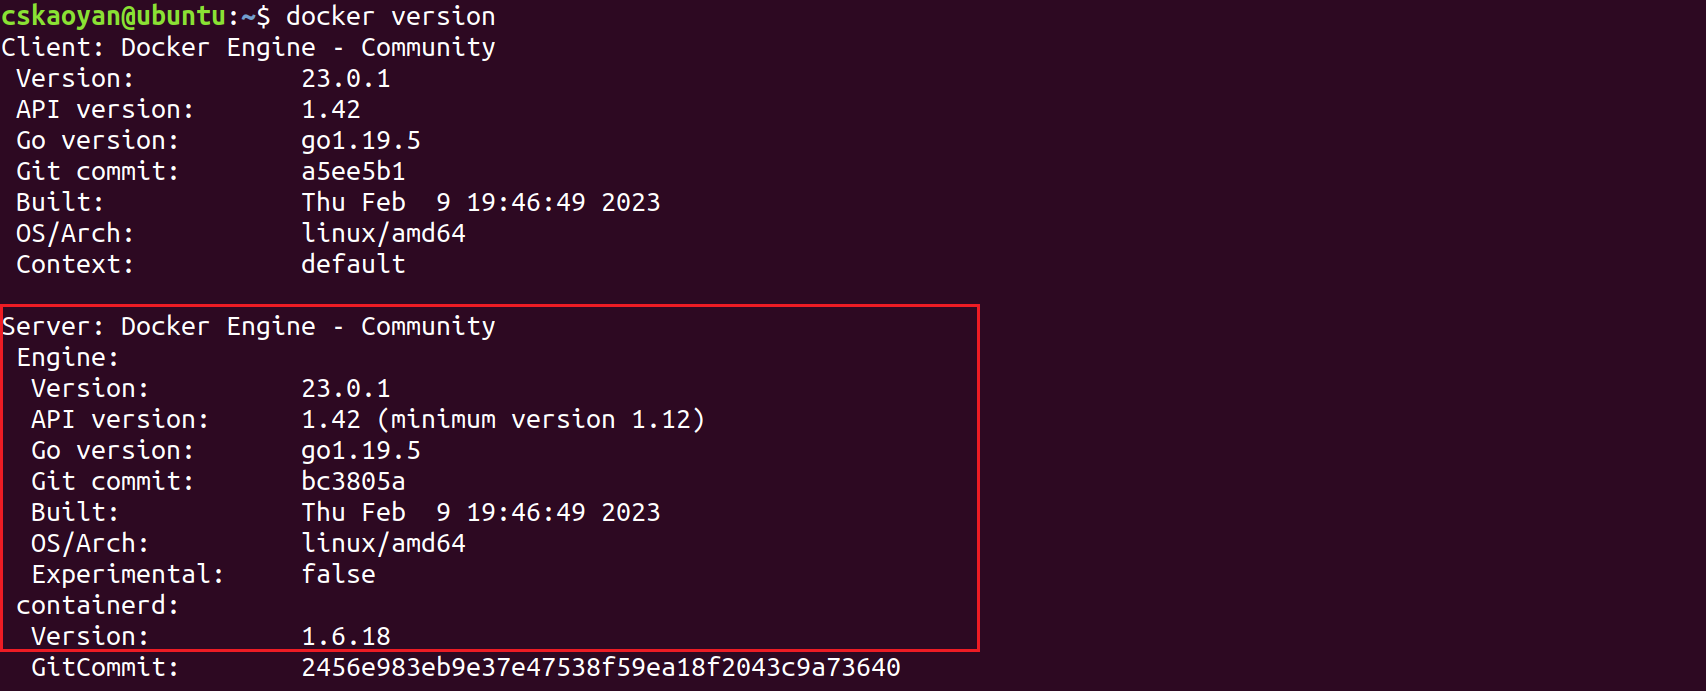 cskaoyan@ubuntu:~$ docker version
Client: Docker Engine - Community
 Version:           23.0.1
 API version:       1.42
 Go version:        go1.19.5
 Git commit:        a5ee5b1
 Built:             Thu Feb  9 19:46:49 2023
 OS/Arch:           linux/amd64
 Context:           default

Server: Docker Engine - Community
 Engine:
  Version:          23.0.1
  API version:      1.42 (minimum version 1.12)
  Go version:       go1.19.5
  Git commit:       bc3805a
  Built:            Thu Feb  9 19:46:49 2023
  OS/Arch:          linux/amd64
  Experimental:     false
 containerd:
  Version:          1.6.18
  GitCommit:        2456e983eb9e37e47538f59ea18f2043c9a73640